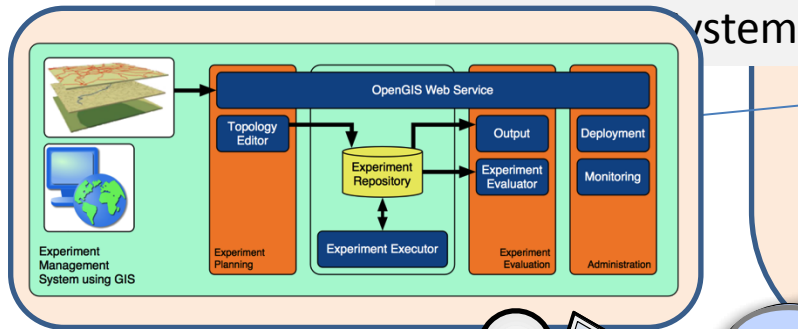 ystem
OpenGIS Web Service
Topology
Editor
Experiment
Repository
Output
Experiment
Evaluator
Deployment
Monitoring
Experiment Executor
Experiment
Management
System using GIS
Experiment
Planning
Experiment
Evaluation
Administration